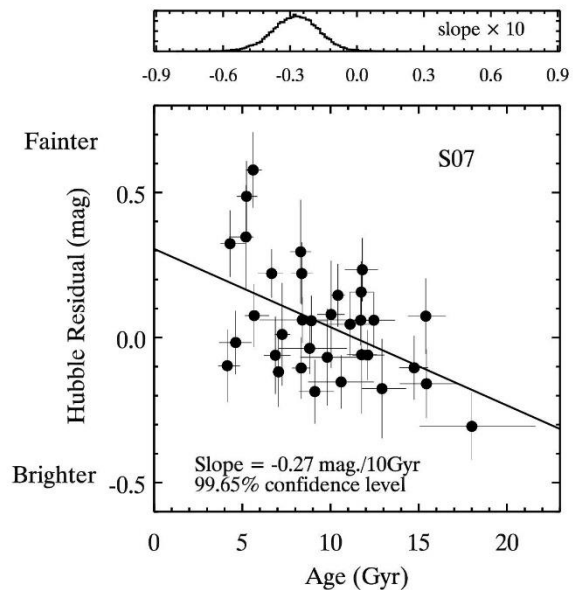 slope × 10
-0.9 -0.6 -0.3 0.0 0.3 0.6 0.9
Fainter
S07
0.5
Hubble Residual (mag)
0.0
Slope = -0.27 mag./10Gyr
Brighter
99.65% confidence level
-0.5
0 5 10 15 20
Age (Gyr)